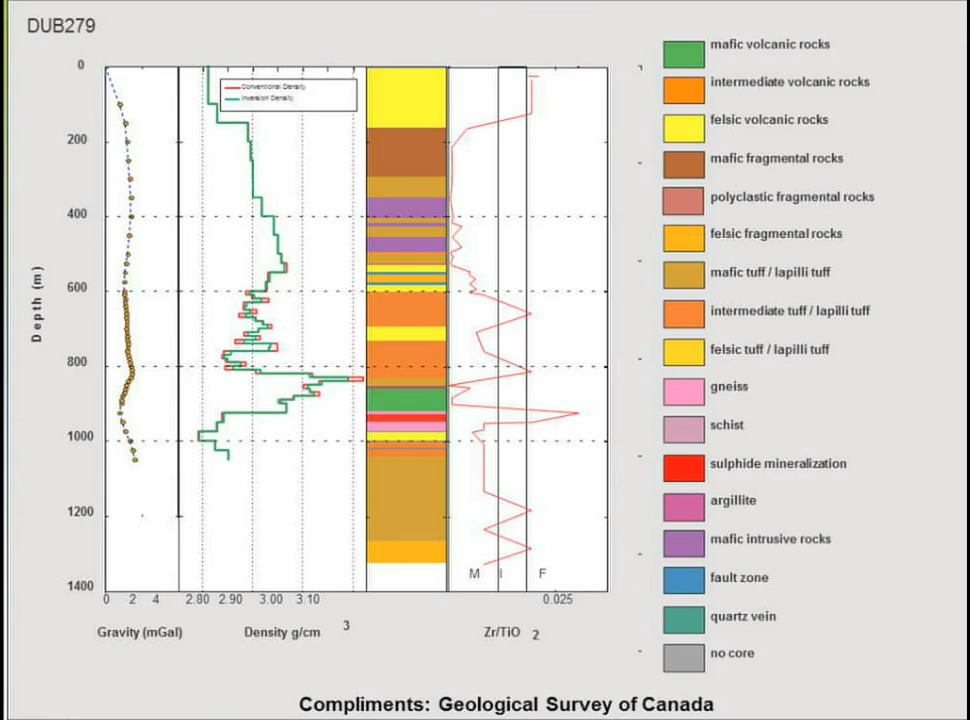 DUB279
0
200
400
600
800
1000
1200
1400
Depth (m)
Conventional Density
Inversion Density
M I F
0 2 4
2.80 2.90 3.00 3.10
0.025
Gravity (mGal)
Density g/cm 3
Zr/TiO 2
mafic volcanic rocks
intermediate volcanic rocks
felsic volcanic rocks
mafic fragmental rocks
polyclastic fragmental rocks
felsic fragmental rocks
mafic tuff / lapilli tuff
intermediate tuff / lapilli tuff
felsic tuff / lapilli tuff
gneiss
schist
sulphide mineralization
argillite
mafic intrusive rocks
fault zone
quartz vein
no core
Compliments: Geological Survey of Canada